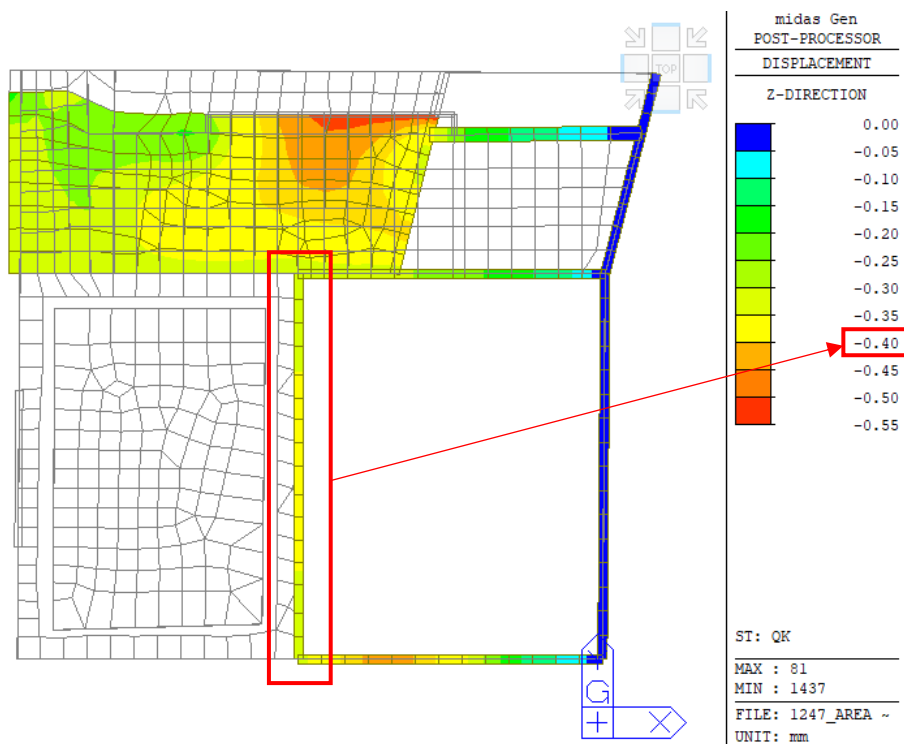 midas Gen
POST-PROCESSOR
DISPLACEMENT
Z-DIRECTION
0.00
-0.05
-0.10
-0.15
-0.20
-0.25
-0.30
-0.35
-0.40
-0.45
-0.50
-0.55
TOP
G
X
ST: QK
MAX : 81
MIN : 1437
FILE: 1247_AREA ~
UNIT: mm